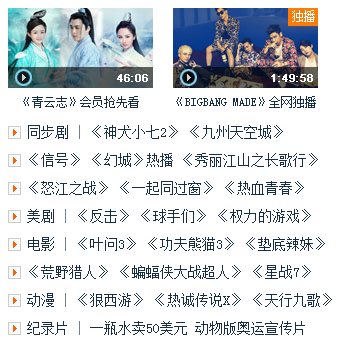 独播
46:06
1:49:58
《青云志》会员抢先看
《BIGBANG MADE》全网独播
同步剧 | 《神犬小七2》 《九州天空城》
《信号》 《幻城》热播 《秀丽江山之长歌行》
《怒江之战》 《一起同过窗》 《热血青春》
美剧 | 《反击》 《球手们》 《权力的游戏》
电影 | 《叶问3》 《功夫熊猫3》 《垫底辣妹》
《荒野猎人》 《蝙蝠侠大战超人》 《星战7》
动漫 | 《狠西游》 《热诚传说X》 《天行九歌》
纪录片 | 一瓶水卖50美元 动物版奥运宣传片